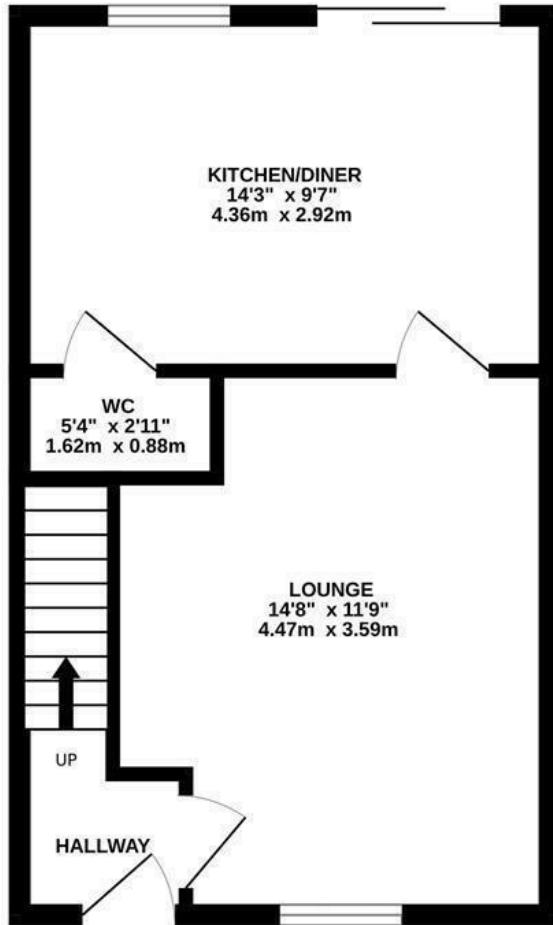 KITCHEN/DINER
14'3" x 9'7"
4.36m x 2.92m
WC
5'4" x 2'11"
1.62m x 0.88m
LOUNGE
14'8" x 11'9"
4.47m x 3.59m
UP
HALLWAY